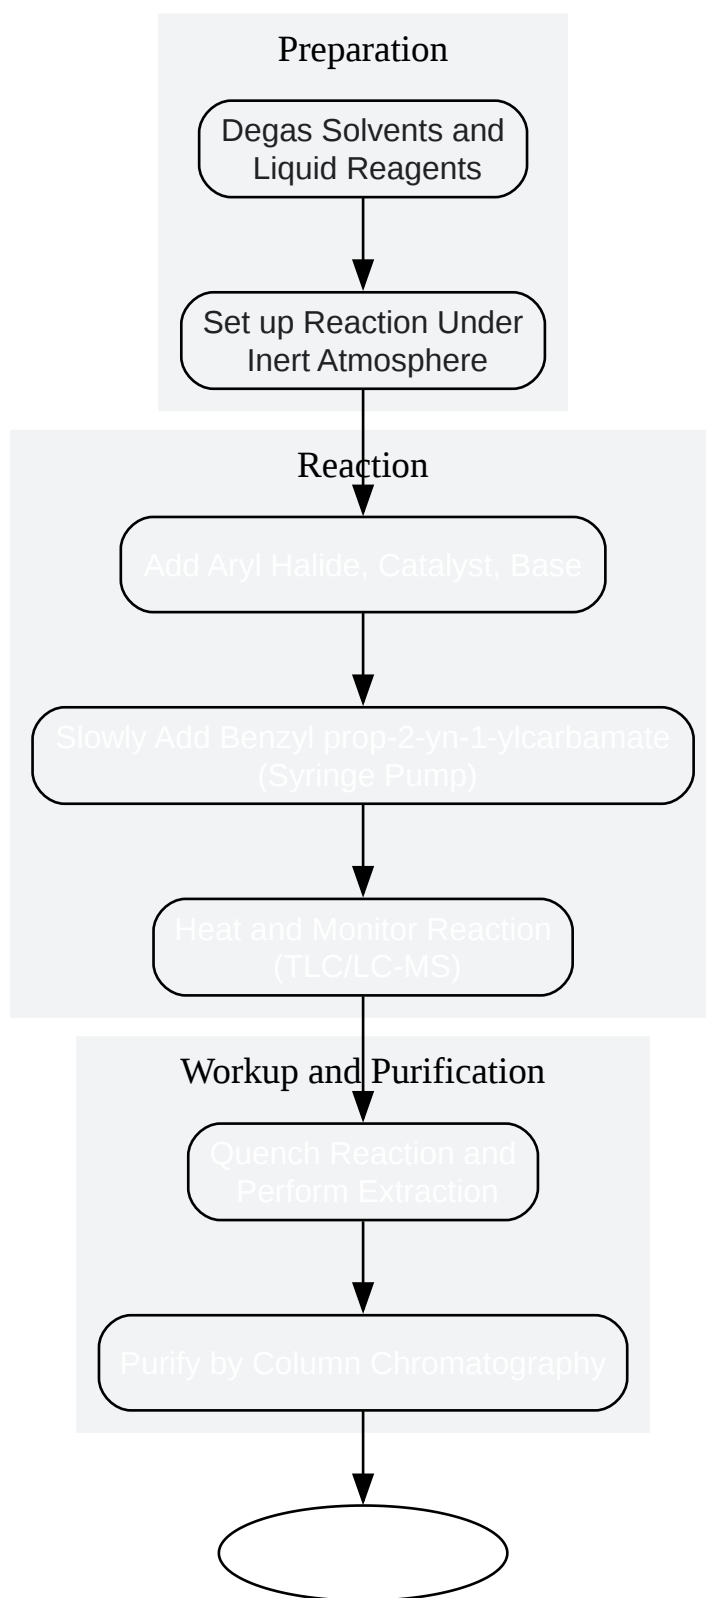 Preparation
Degas Solvents and
Liquid Reagents
Set up Reaction Under
Inert Atmosphere
Reaction
Add Aryl Halide, Catalyst, Base
Slowly Add Benzyl prop-2-yn-1-ylcarbamate
(Syringe Pump)
Heat and Monitor Reaction
(TLC/LC-MS)
Workup and Purification
Quench Reaction and
Perform Extraction
Purify by Column Chromatography